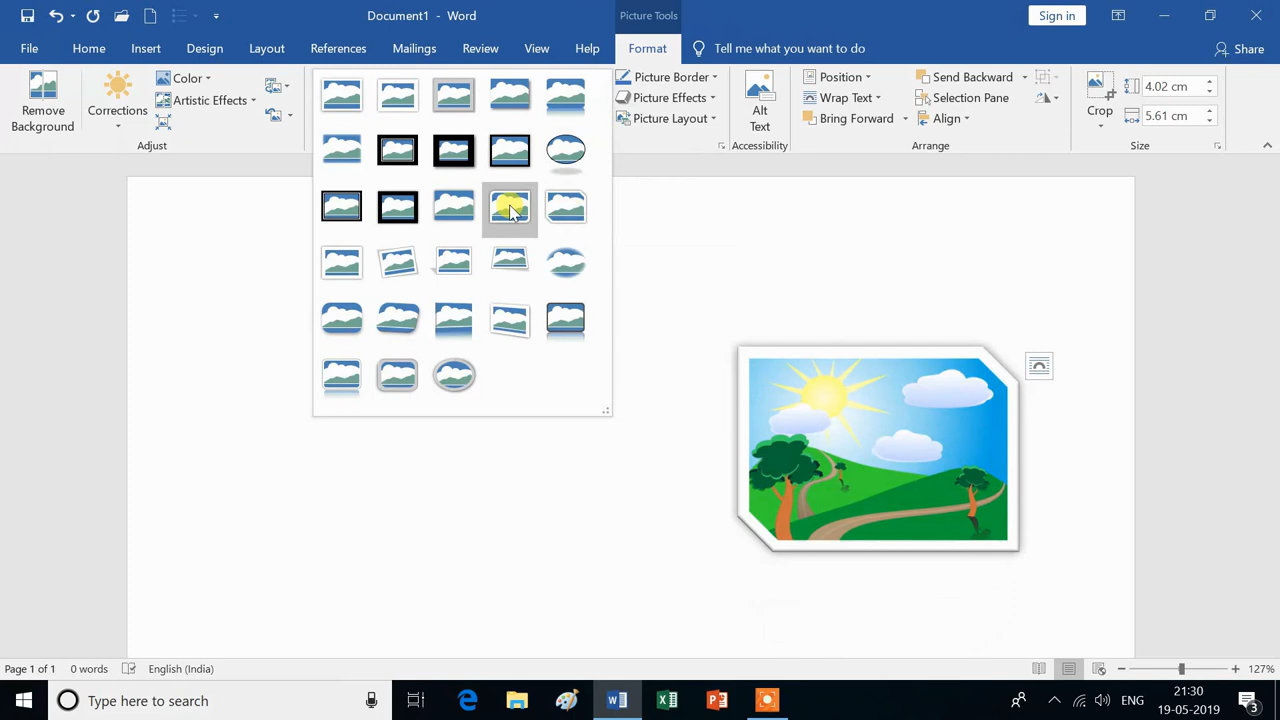 Document1 - Word
Picture Tools
Sign in
File Home Insert Design Layout References Mailings Review View Help Format Tell me what you want to do Share
Remove Background
Corrections
Color
Artistic Effects
Adjust
Picture Border
Picture Effects
Picture Layout
Alt Text
Accessibility
Position
Wrap Text
Bring Forward
Send Backward
Selection Pane
Align
Arrange
Crop
4.02 cm
5.61 cm
Size
Page 1 of 1 0 words English (India) 127%
Type here to search
ENG
21:30
19-05-2019
3